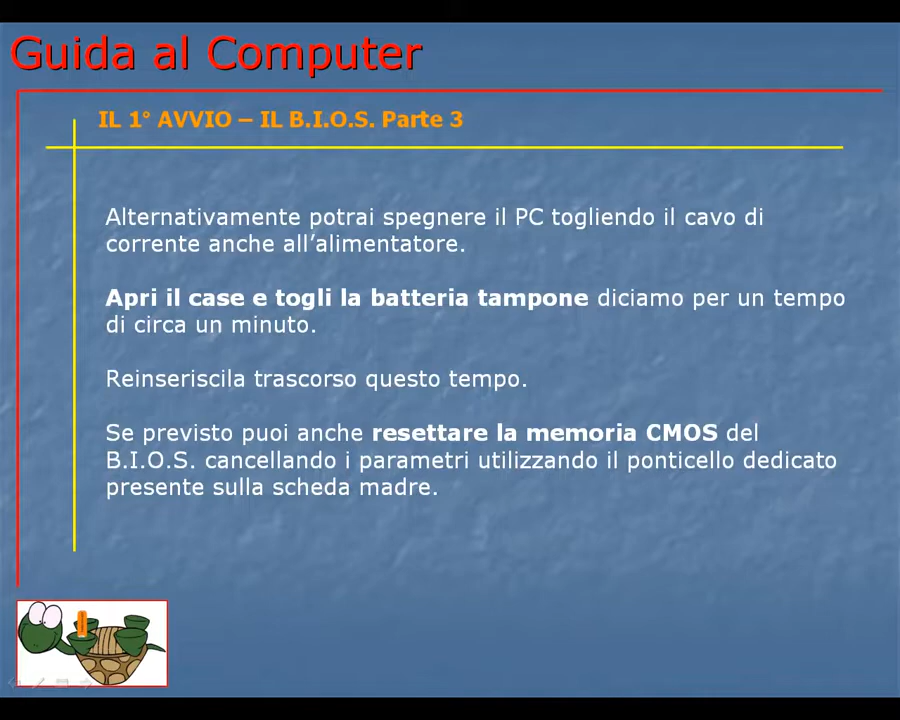 Guida al Computer
IL 1° AVVIO – IL B.I.O.S. Parte 3
Alternativamente potrai spegnere il PC togliendo il cavo di
corrente anche all’alimentatore.
Apri il case e togli la batteria tampone diciamo per un tempo
di circa un minuto.
Reinseriscila trascorso questo tempo.
Se previsto puoi anche resettare la memoria CMOS del
B.I.O.S. cancellando i parametri utilizzando il ponticello dedicato
presente sulla scheda madre.